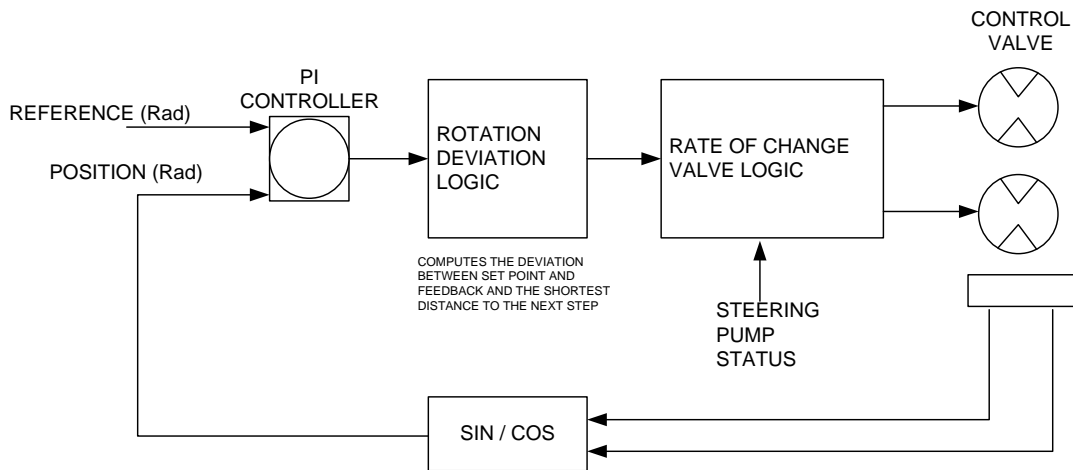 CONTROL
VALVE
PI
CONTROLLER
REFERENCE (Rad)
POSITION (Rad)
ROTATION
DEVIATION
LOGIC
RATE OF CHANGE
VALVE LOGIC
COMPUTES THE DEVIATION
BETWEEN SET POINT AND
FEEDBACK AND THE SHORTEST
DISTANCE TO THE NEXT STEP
STEERING
PUMP
STATUS
SIN / COS